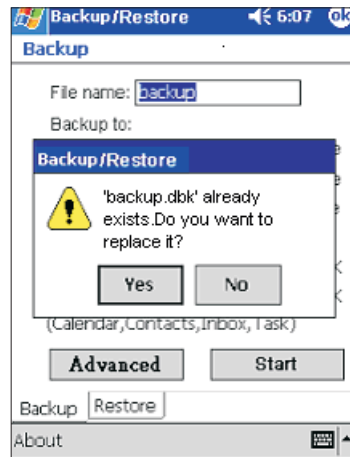 Backup/Restore 6:07 ok
Backup
File name: backup
Backup to:
Backup/Restore
'backup.dbk' already
exists.Do you want to
replace it?
Yes No
(Calendar,Contacts,Inbox,Task)
Advanced Start
Backup Restore
About